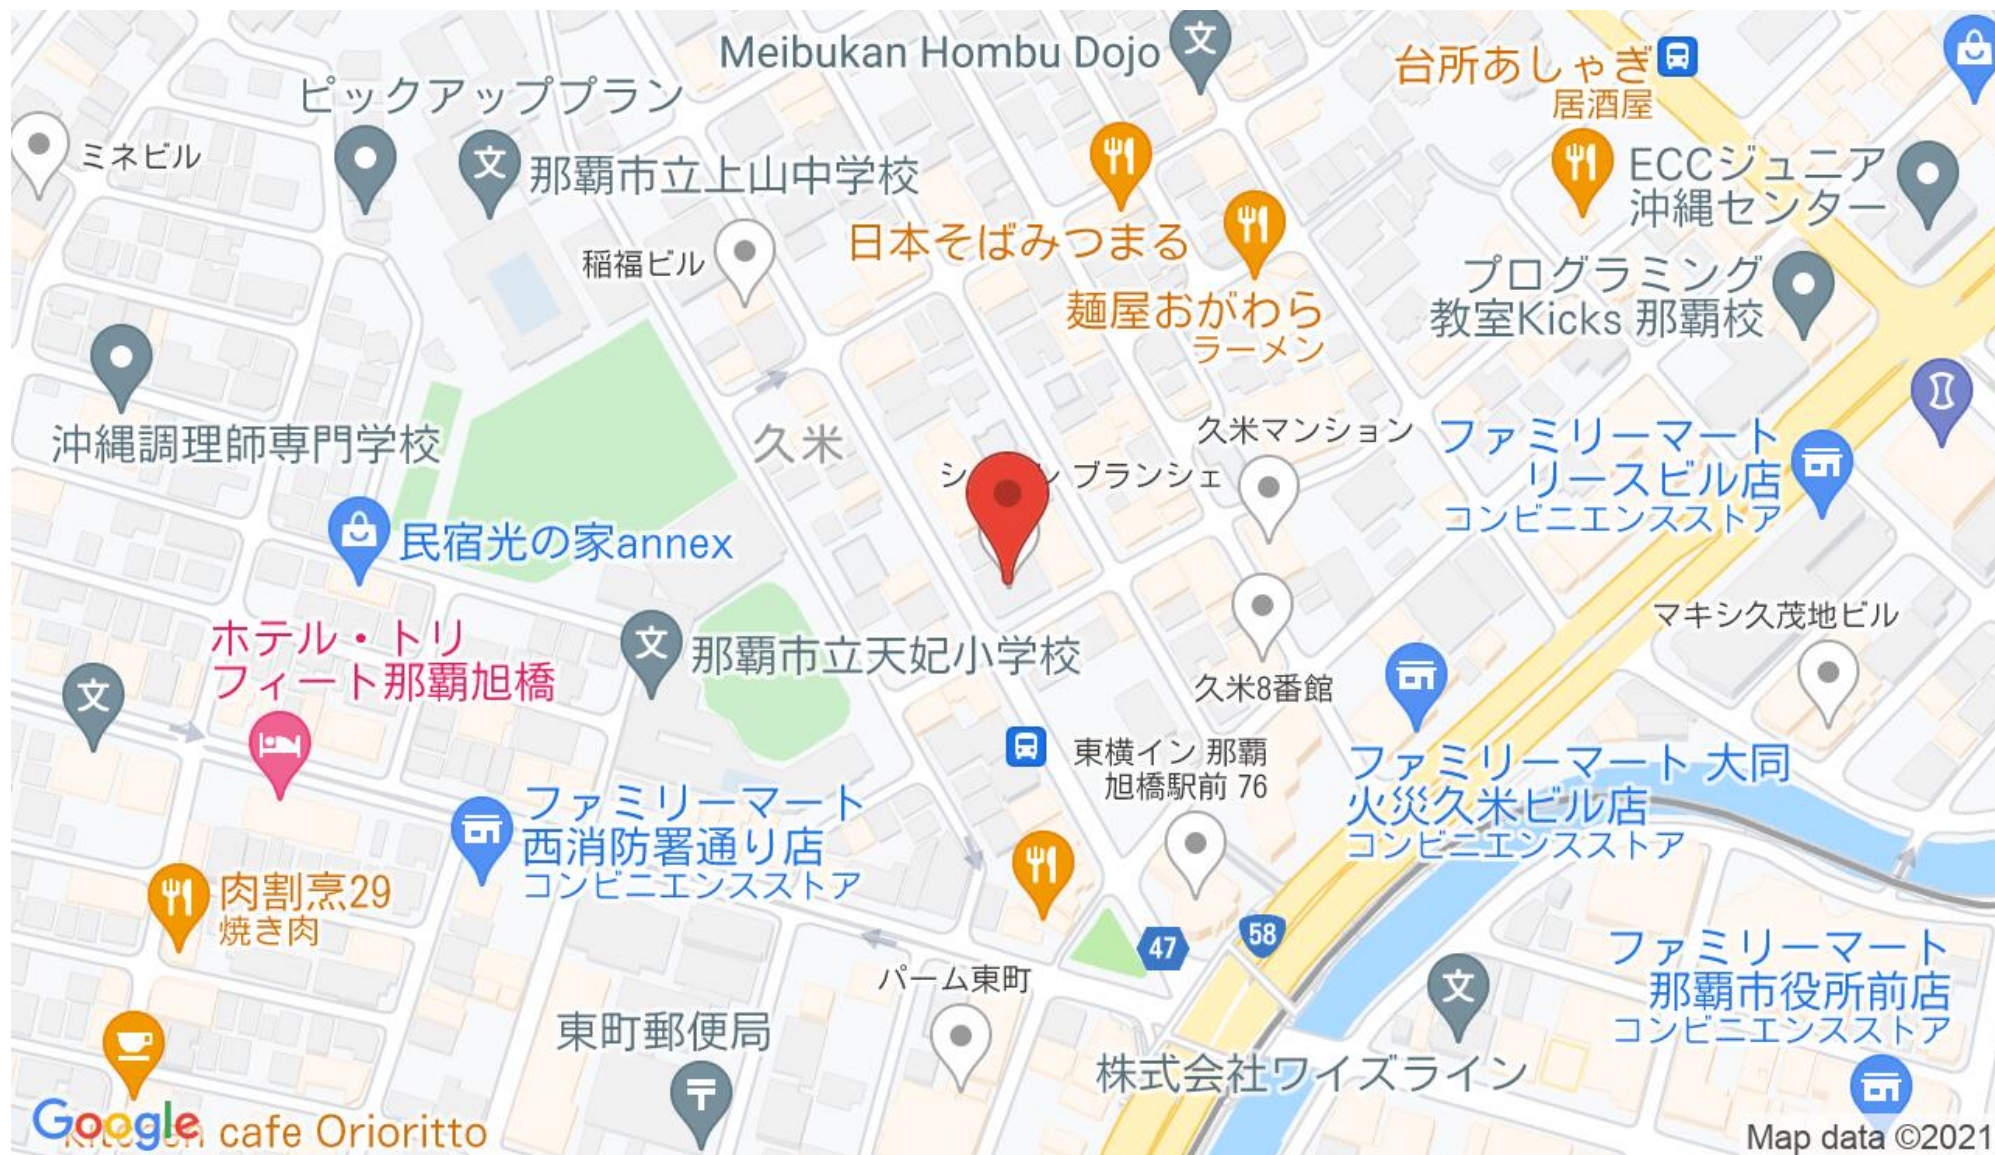 Meibukan Hombu Dojo
文
台所あしゃぎ
居酒屋
ピックアッププラン
ミネビル
文
那覇市立上山中学校
ECCジュニア
沖縄センター
稲福ビル
日本そばみつまる
プログラミング
教室Kicks 那覇校
麺屋おがわら
ラーメン
沖縄調理師専門学校
久米
久米マンション
ファミリーマート
リースビル店
コンビニエンスストア
ブランシェ
民宿光の家annex
ホテル・トリ
フィート那覇旭橋
文
文
那覇市立天妃小学校
マキシ久茂地ビル
久米8番館
東横イン 那覇
旭橋駅前 76
ファミリーマート 大同
火災久米ビル店
コンビニエンスストア
ファミリーマート
西消防署通り店
コンビニエンスストア
肉割烹29
焼き肉
47
58
ファミリーマート
那覇市役所前店
コンビニエンスストア
パーム東町
文
東町郵便局
〒
株式会社ワイズライン
Google
cafe Orioritto
Map data ©2021